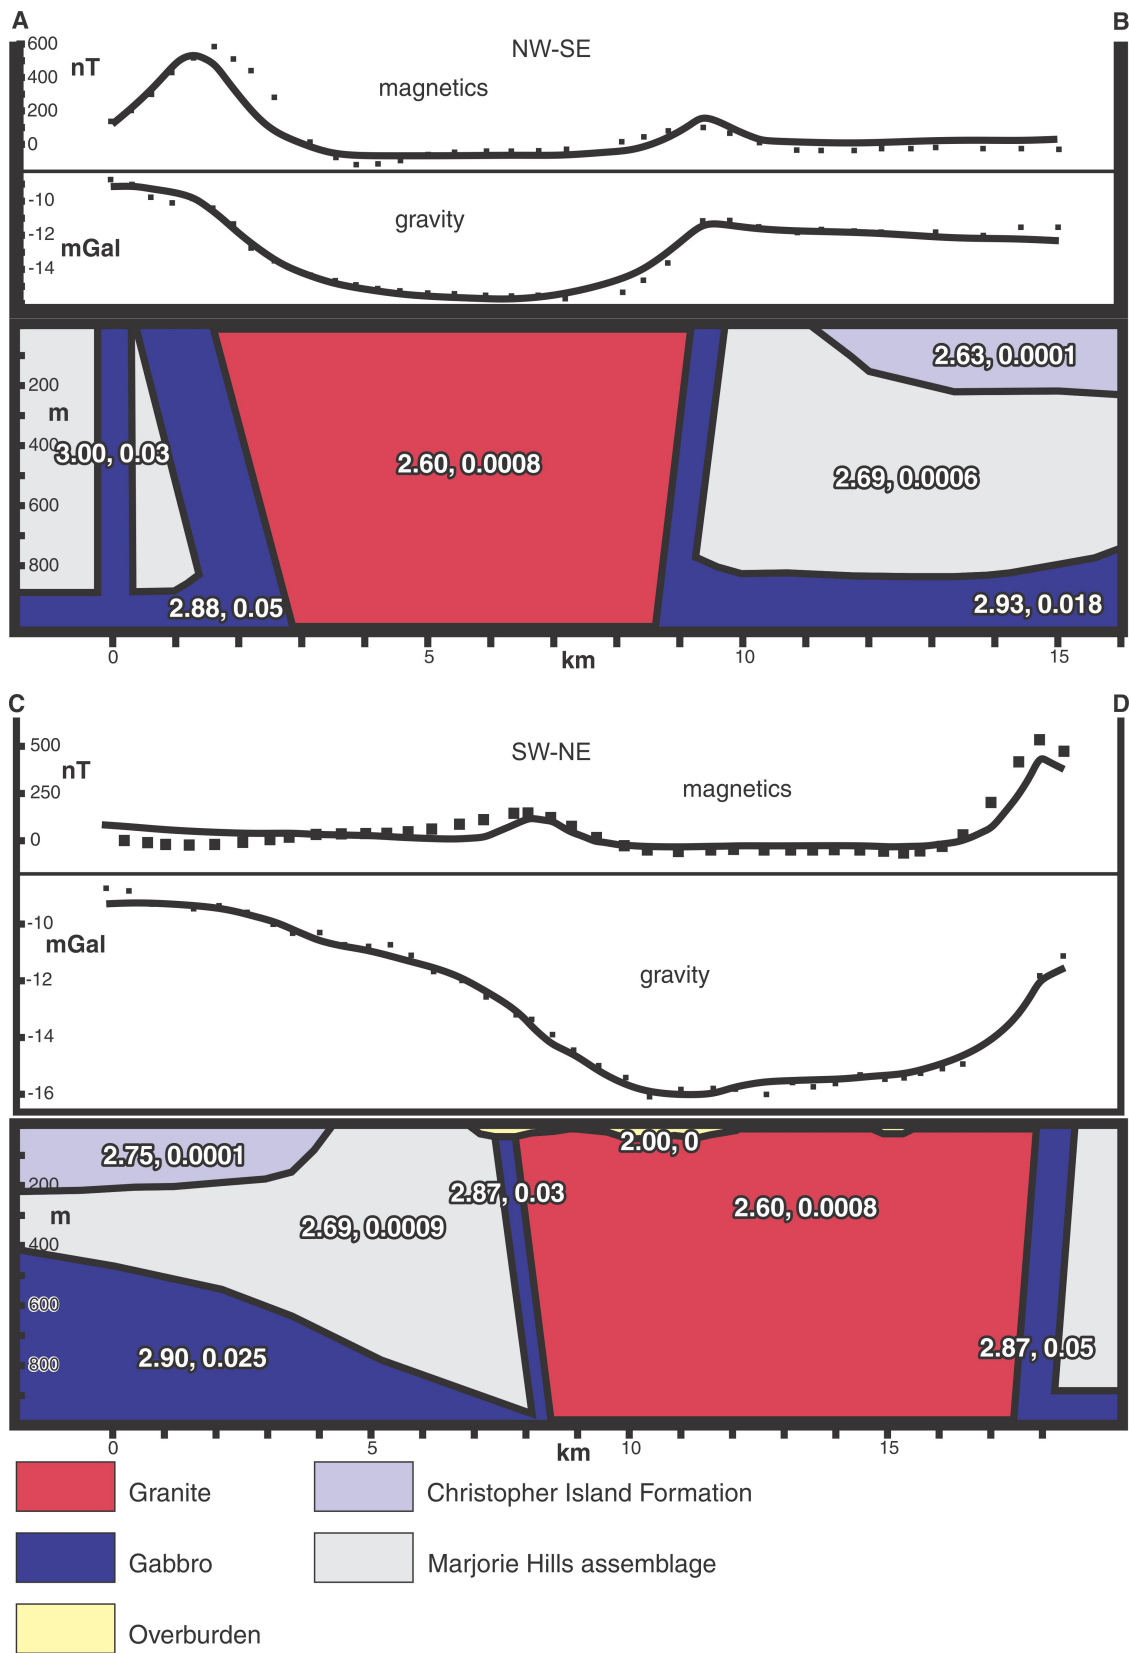 A
B
600
nT
400
200
0
NW-SE
magnetics
-10
-12
mGal
-14
gravity
200
m
400
600
800
3.00, 0.03
2.88, 0.05
2.60, 0.0008
2.63, 0.0001
2.69, 0.0006
2.93, 0.018
0
5
10
15
km
C
D
500
nT
250
0
SW-NE
magnetics
-10
mGal
-12
-14
-16
gravity
200
m
400
600
800
2.75, 0.0001
2.69, 0.0009
2.90, 0.025
2.87, 0.03
2.00, 0
2.60, 0.0008
2.87, 0.05
0
5
10
15
km
Granite
Christopher Island Formation
Gabbro
Marjorie Hills assemblage
Overburden